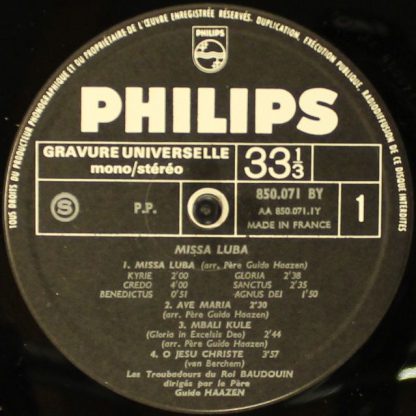 TOUS DROITS DU PRODUCTEUR PHONOGRAPHIQUE ET DU PROPRIÉTAIRE DE L'ŒUVRE ENREGISTRÉE RÉSERVÉS. DUPLICATION, EXÉCUTION PUBLIQUE, RADIODIFFUSION DE CE DISQUE INTERDITES
PHILIPS
PHILIPS
GRAVURE UNIVERSELLE
mono/stéréo
33 1/3
S
P.P.
850.071 BY
AA 850.071.1Y
MADE IN FRANCE
1
MISSA LUBA
1. MISSA LUBA (arr. Père Guido Haazen)
KYRIE 2'00 GLORIA 2'38
CREDO 4'00 SANCTUS 2'35
BENEDICTUS 0'51 AGNUS DEI 1'50
2. AVE MARIA 2'30
(arr. Père Guido Haazen)
3. MBALI KULE
(Gloria in Excelsis Deo) 2'44
(arr. Père Guido Haazen)
4. O JESU CHRISTE 3'57
(van Berchem)
Les Troubadours du Roi BAUDOUIN
dirigés par le Père
Guido HAAZEN